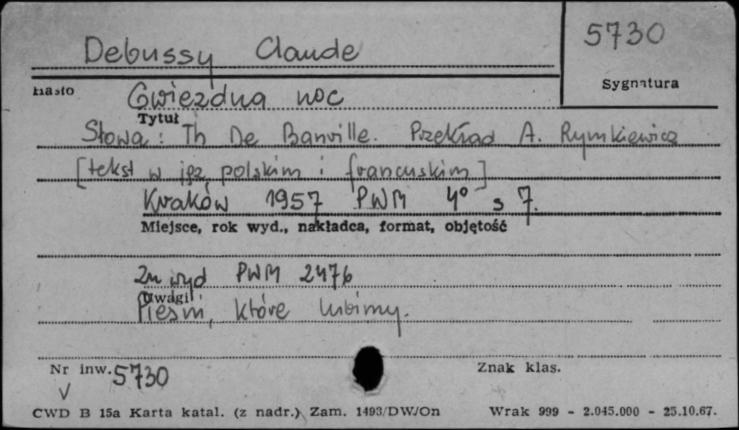 Debussy Claude
5730
Hasło
Sygnatura
Gwiezdna noc
Tytuł
Słowa: Th De Banville. Przekład A. Rymkiewicz
[tekst w jęz polskim i francuskim]
Kraków 1957 PWM 4° s 7.
Miejsce, rok wyd., nakładca, format, objętość
Zn wyd PWM 2476
Uwagi
Pieśni, które lubimy.
Nr inw. 5730
Znak klas.
V
CWD B 15a Karta katal. (z nadr.) Zam. 1493/DW/On Wrak 999 - 2.045.000 - 25.10.67.